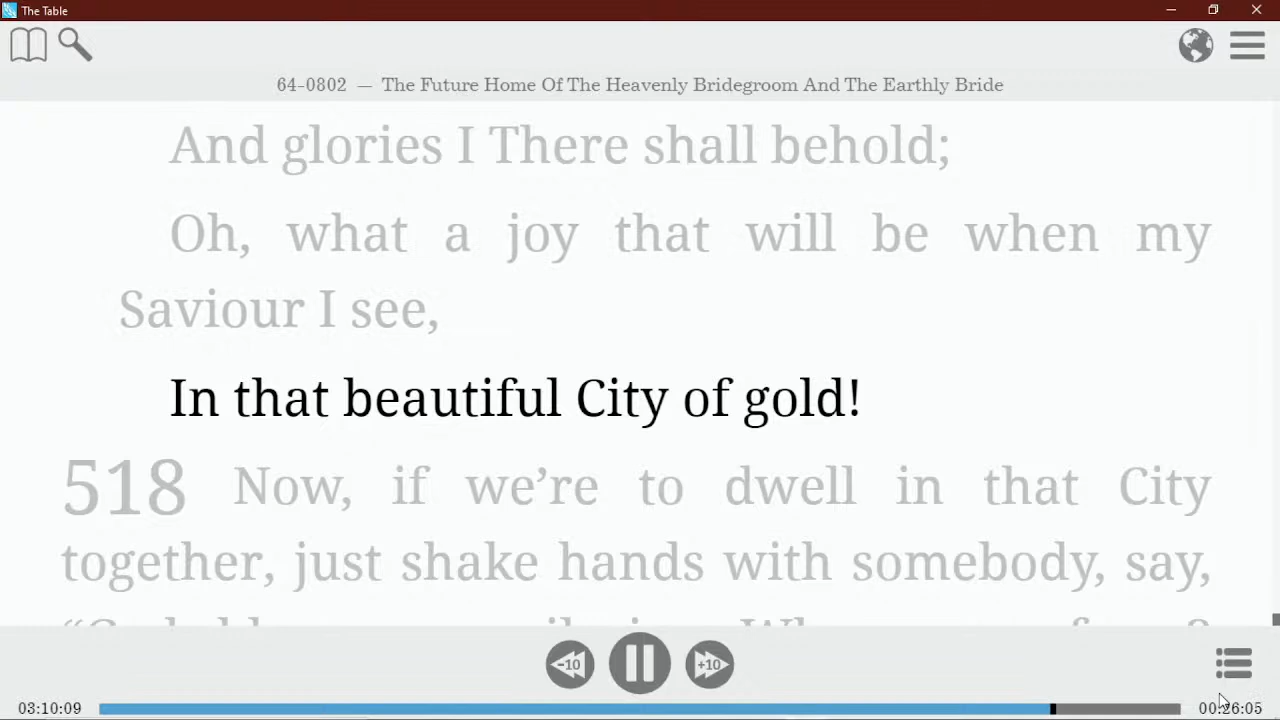 The Table
64-0802 — The Future Home Of The Heavenly Bridegroom And The Earthly Bride
And glories I There shall behold;
Oh, what a joy that will be when my
Saviour I see,
In that beautiful City of gold!
518 Now, if we’re to dwell in that City
together, just shake hands with somebody, say,
-10
+10
03:10:09
00:26:05